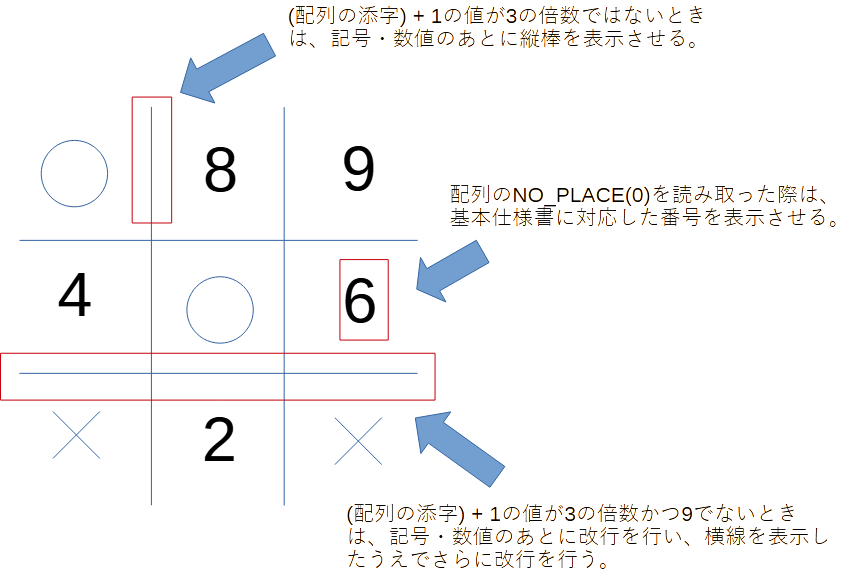 (配列の添字) + 1の値が3の倍数ではないとき
は、記号・数値のあとに縦棒を表示させる。
8 9
配列のNO_PLACE(0)を読み取った際は、
基本仕様書に対応した番号を表示させる。
4 6
2
(配列の添字) + 1の値が3の倍数かつ9でないとき
は、記号・数値のあとに改行を行い、横線を表示し
たうえでさらに改行を行う。